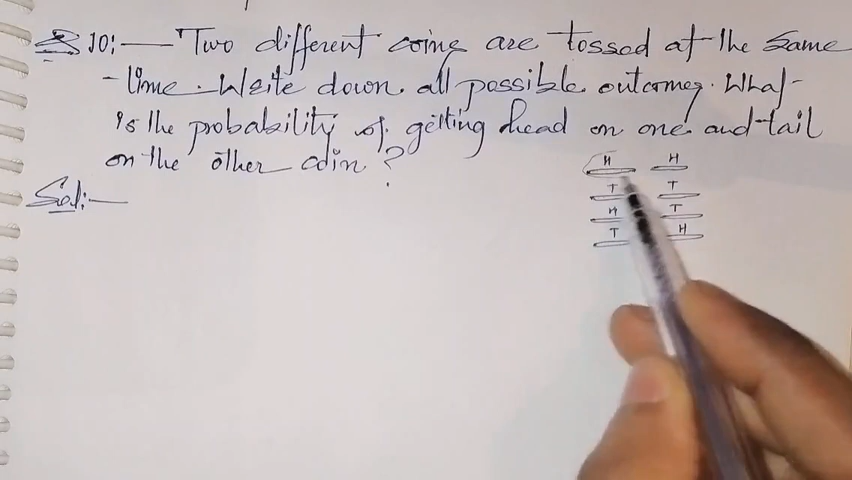 10:— Two different coins are tossed at the same
time. Write down all possible outcomes. What
is the probability of getting head on one and tail
on the other coin?
H H
Sol:—
T T
H T
T H